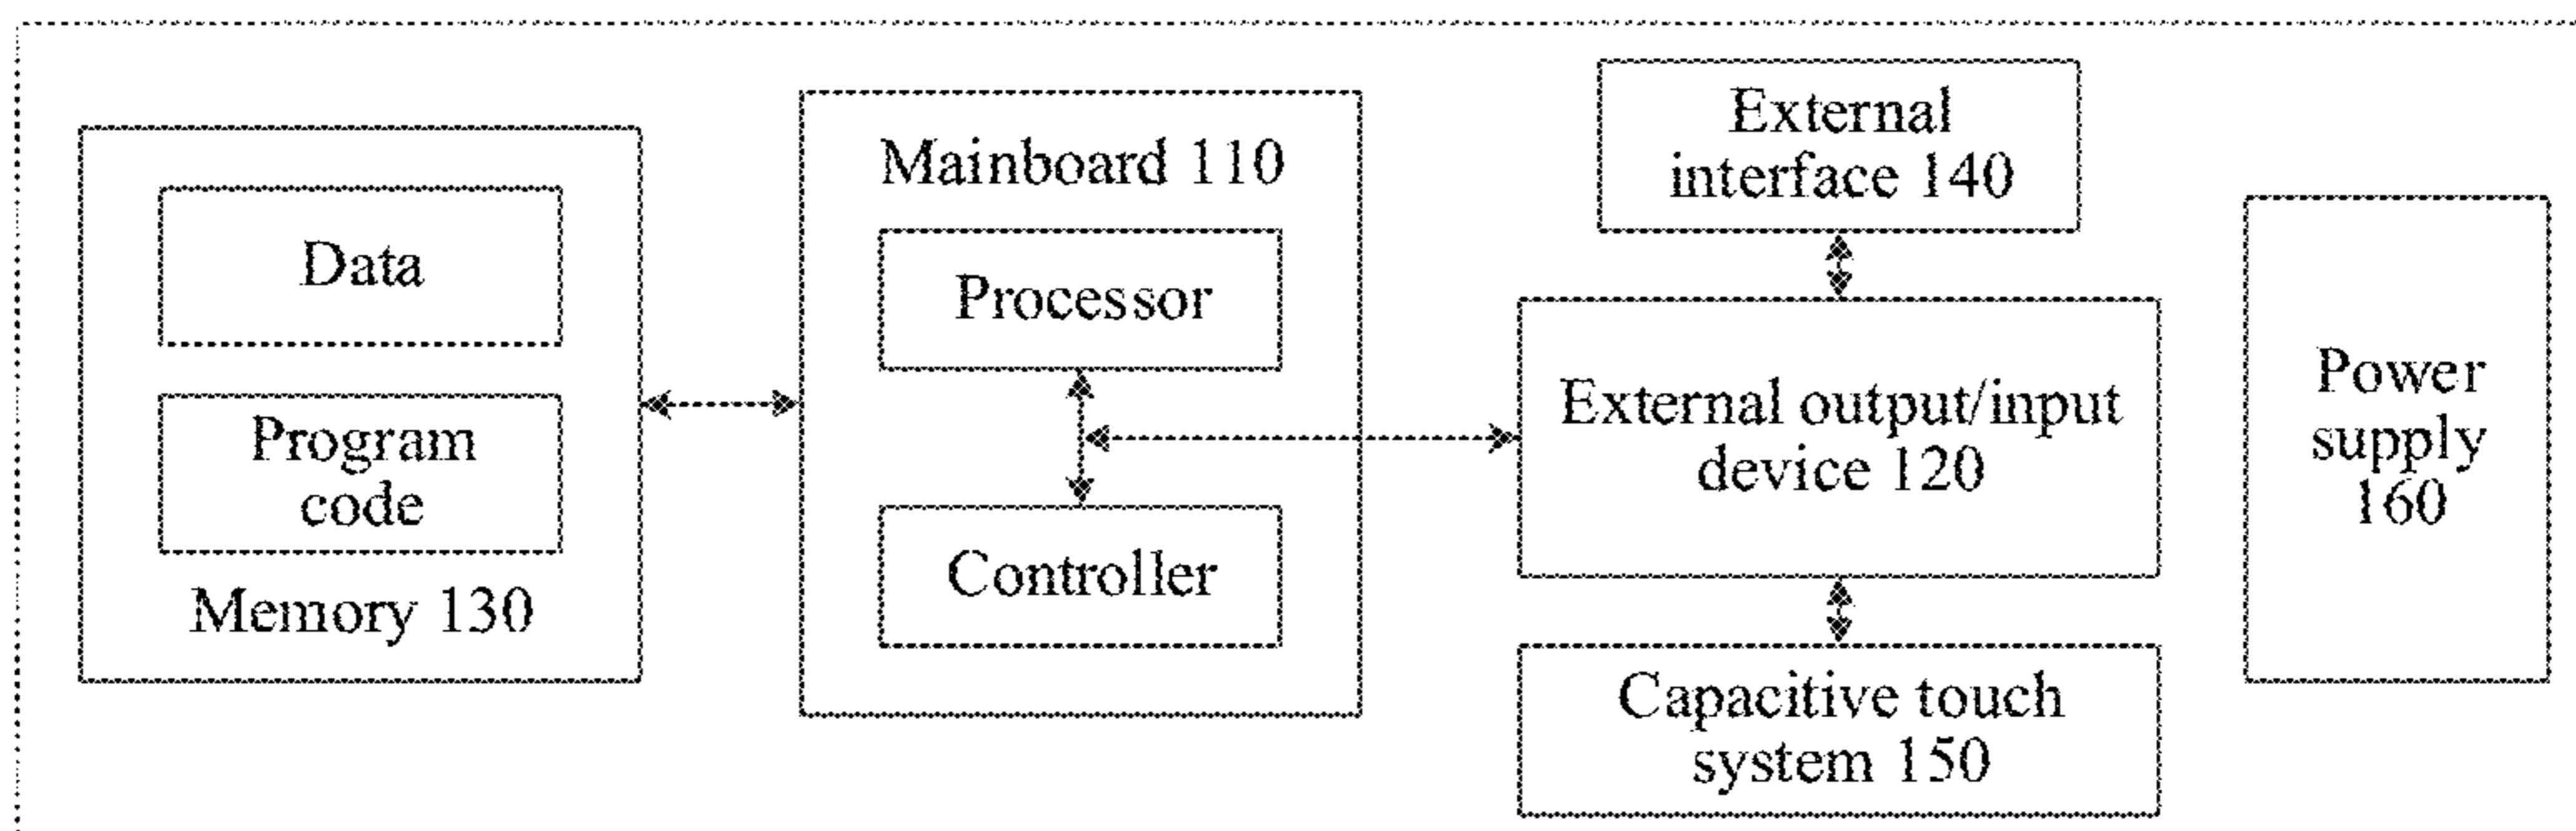 Data
Program
code
Memory 130
Mainboard 110
Processor
Controller
External
interface 140
External output/input
device 120
Capacitive touch
system 150
Power
supply
160